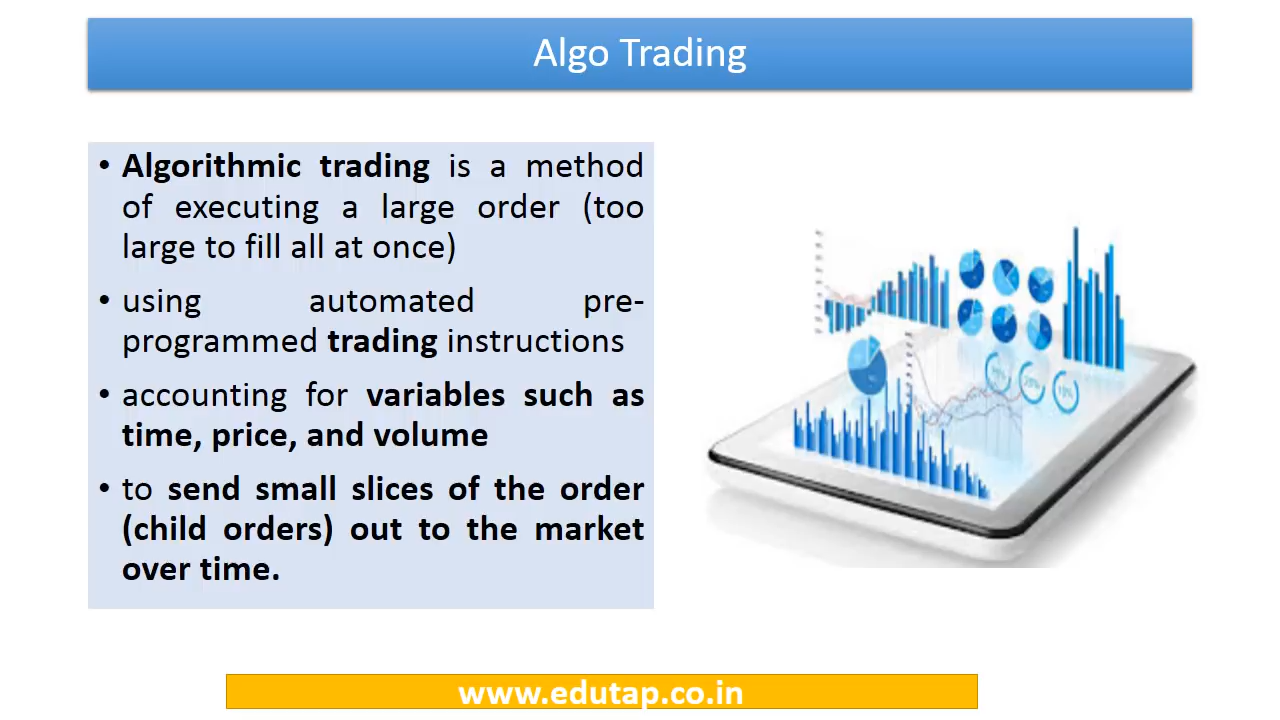 Algo Trading
• Algorithmic trading is a method
of executing a large order (too
large to fill all at once)
• using automated pre-
programmed trading instructions
• accounting for variables such as
time, price, and volume
• to send small slices of the order
(child orders) out to the market
over time.
www.edutap.co.in